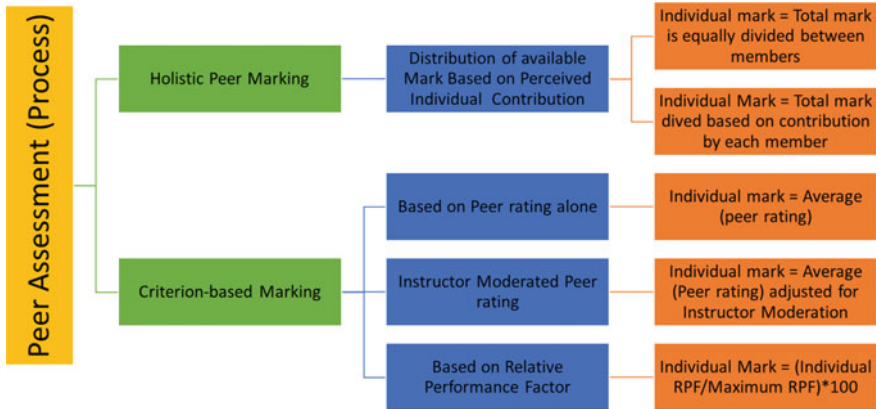 Peer Assessment (Process)
Holistic Peer Marking
Distribution of available
Mark Based on Perceived
Individual Contribution
Individual mark = Total mark
is equally divided between
members
Individual Mark = Total mark
dived based on contribution
by each member
Criterion-based Marking
Based on Peer rating alone
Individual mark = Average
(peer rating)
Instructor Moderated Peer
rating
Individual mark = Average
(Peer rating) adjusted for
Instructor Moderation
Based on Relative
Performance Factor
Individual Mark = (Individual
RPF/Maximum RPF)*100